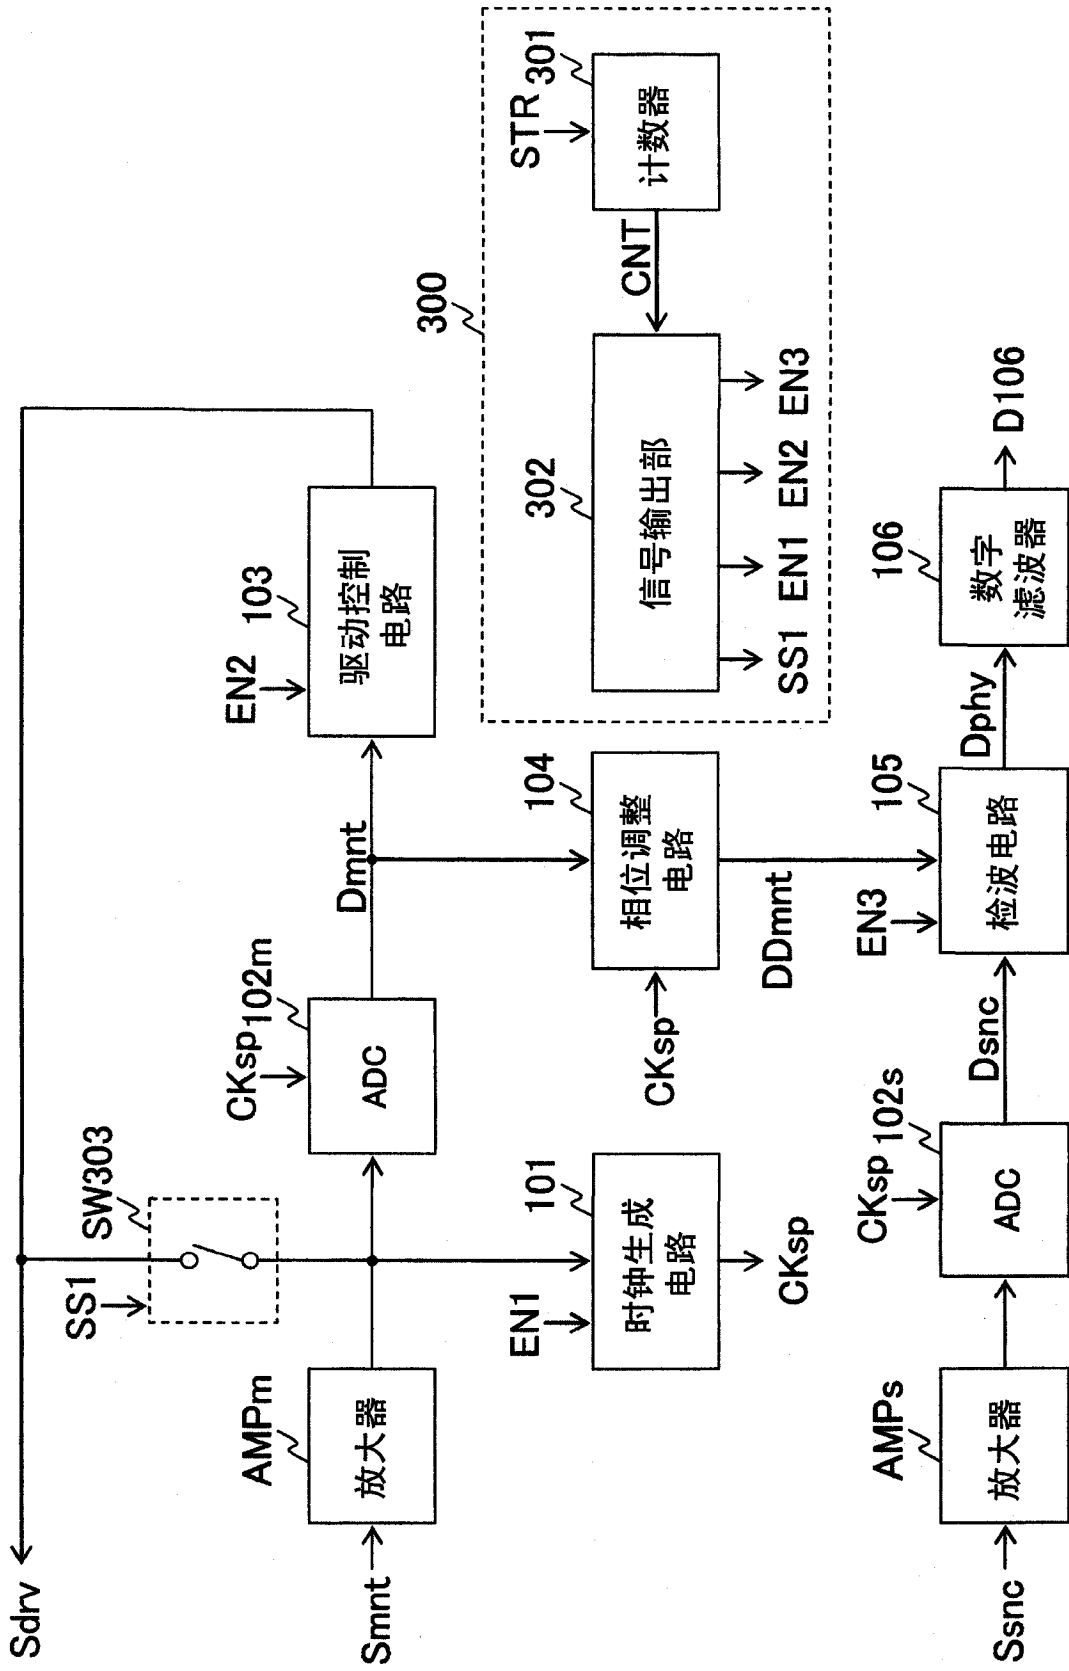 Sdrv
SS1
SW303
Smnt
AMPm
放大器
CKsp
102m
ADC
Dmnt
EN2
103
驱动控制
电路
EN1
101
时钟生成
电路
CKsp
CKsp
104
相位调整
电路
DDmnt
300
STR
301
计数器
CNT
302
信号输出部
SS1
EN1
EN2
EN3
Ssnc
AMPs
放大器
CKsp
102s
ADC
Dsnc
EN3
105
检波电路
Dphy
106
数字
滤波器
D106